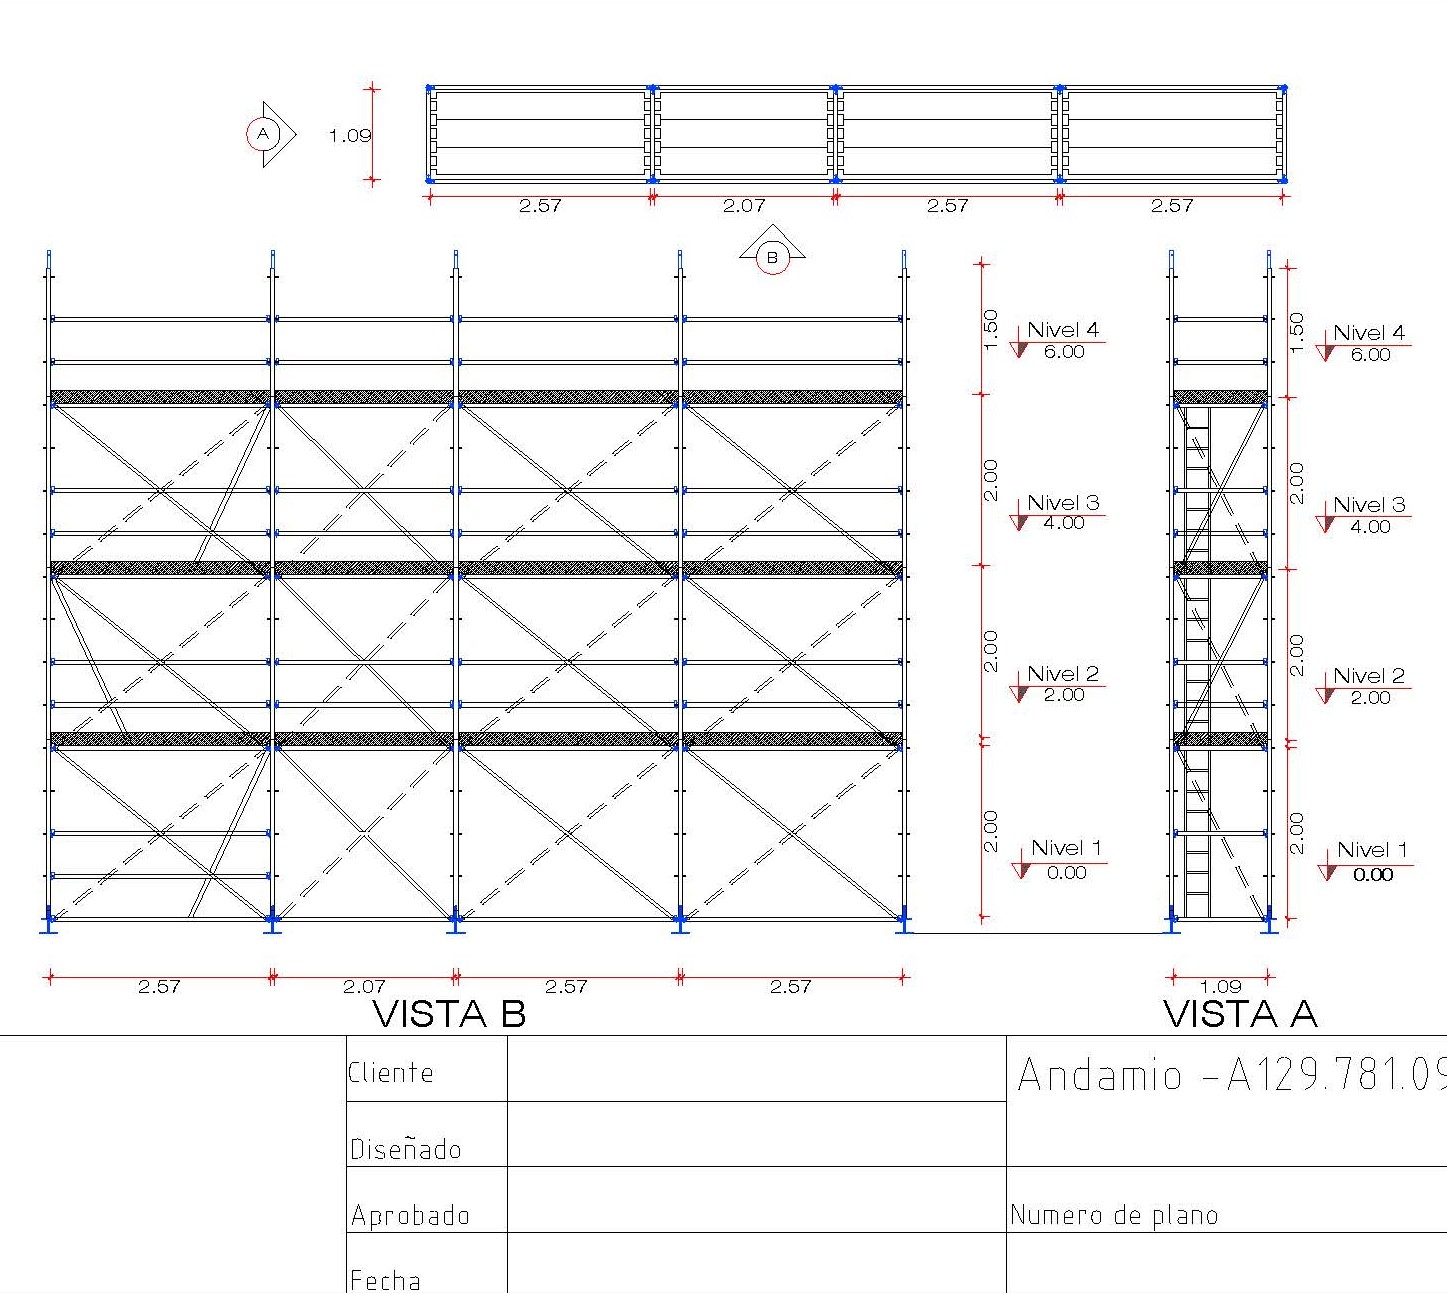 A
1.09
2.57
2.07
2.57
2.57
B
1.50
Nivel 4
6.00
2.00
Nivel 3
4.00
2.00
Nivel 2
2.00
2.00
Nivel 1
0.00
1.50
Nivel 4
6.00
2.00
Nivel 3
4.00
2.00
Nivel 2
2.00
2.00
Nivel 1
0.00
2.57
2.07
2.57
2.57
VISTA B
1.09
VISTA A
Cliente
Diseñado
Aprobado
Fecha
Andamio -A129.781.09
Numero de plano